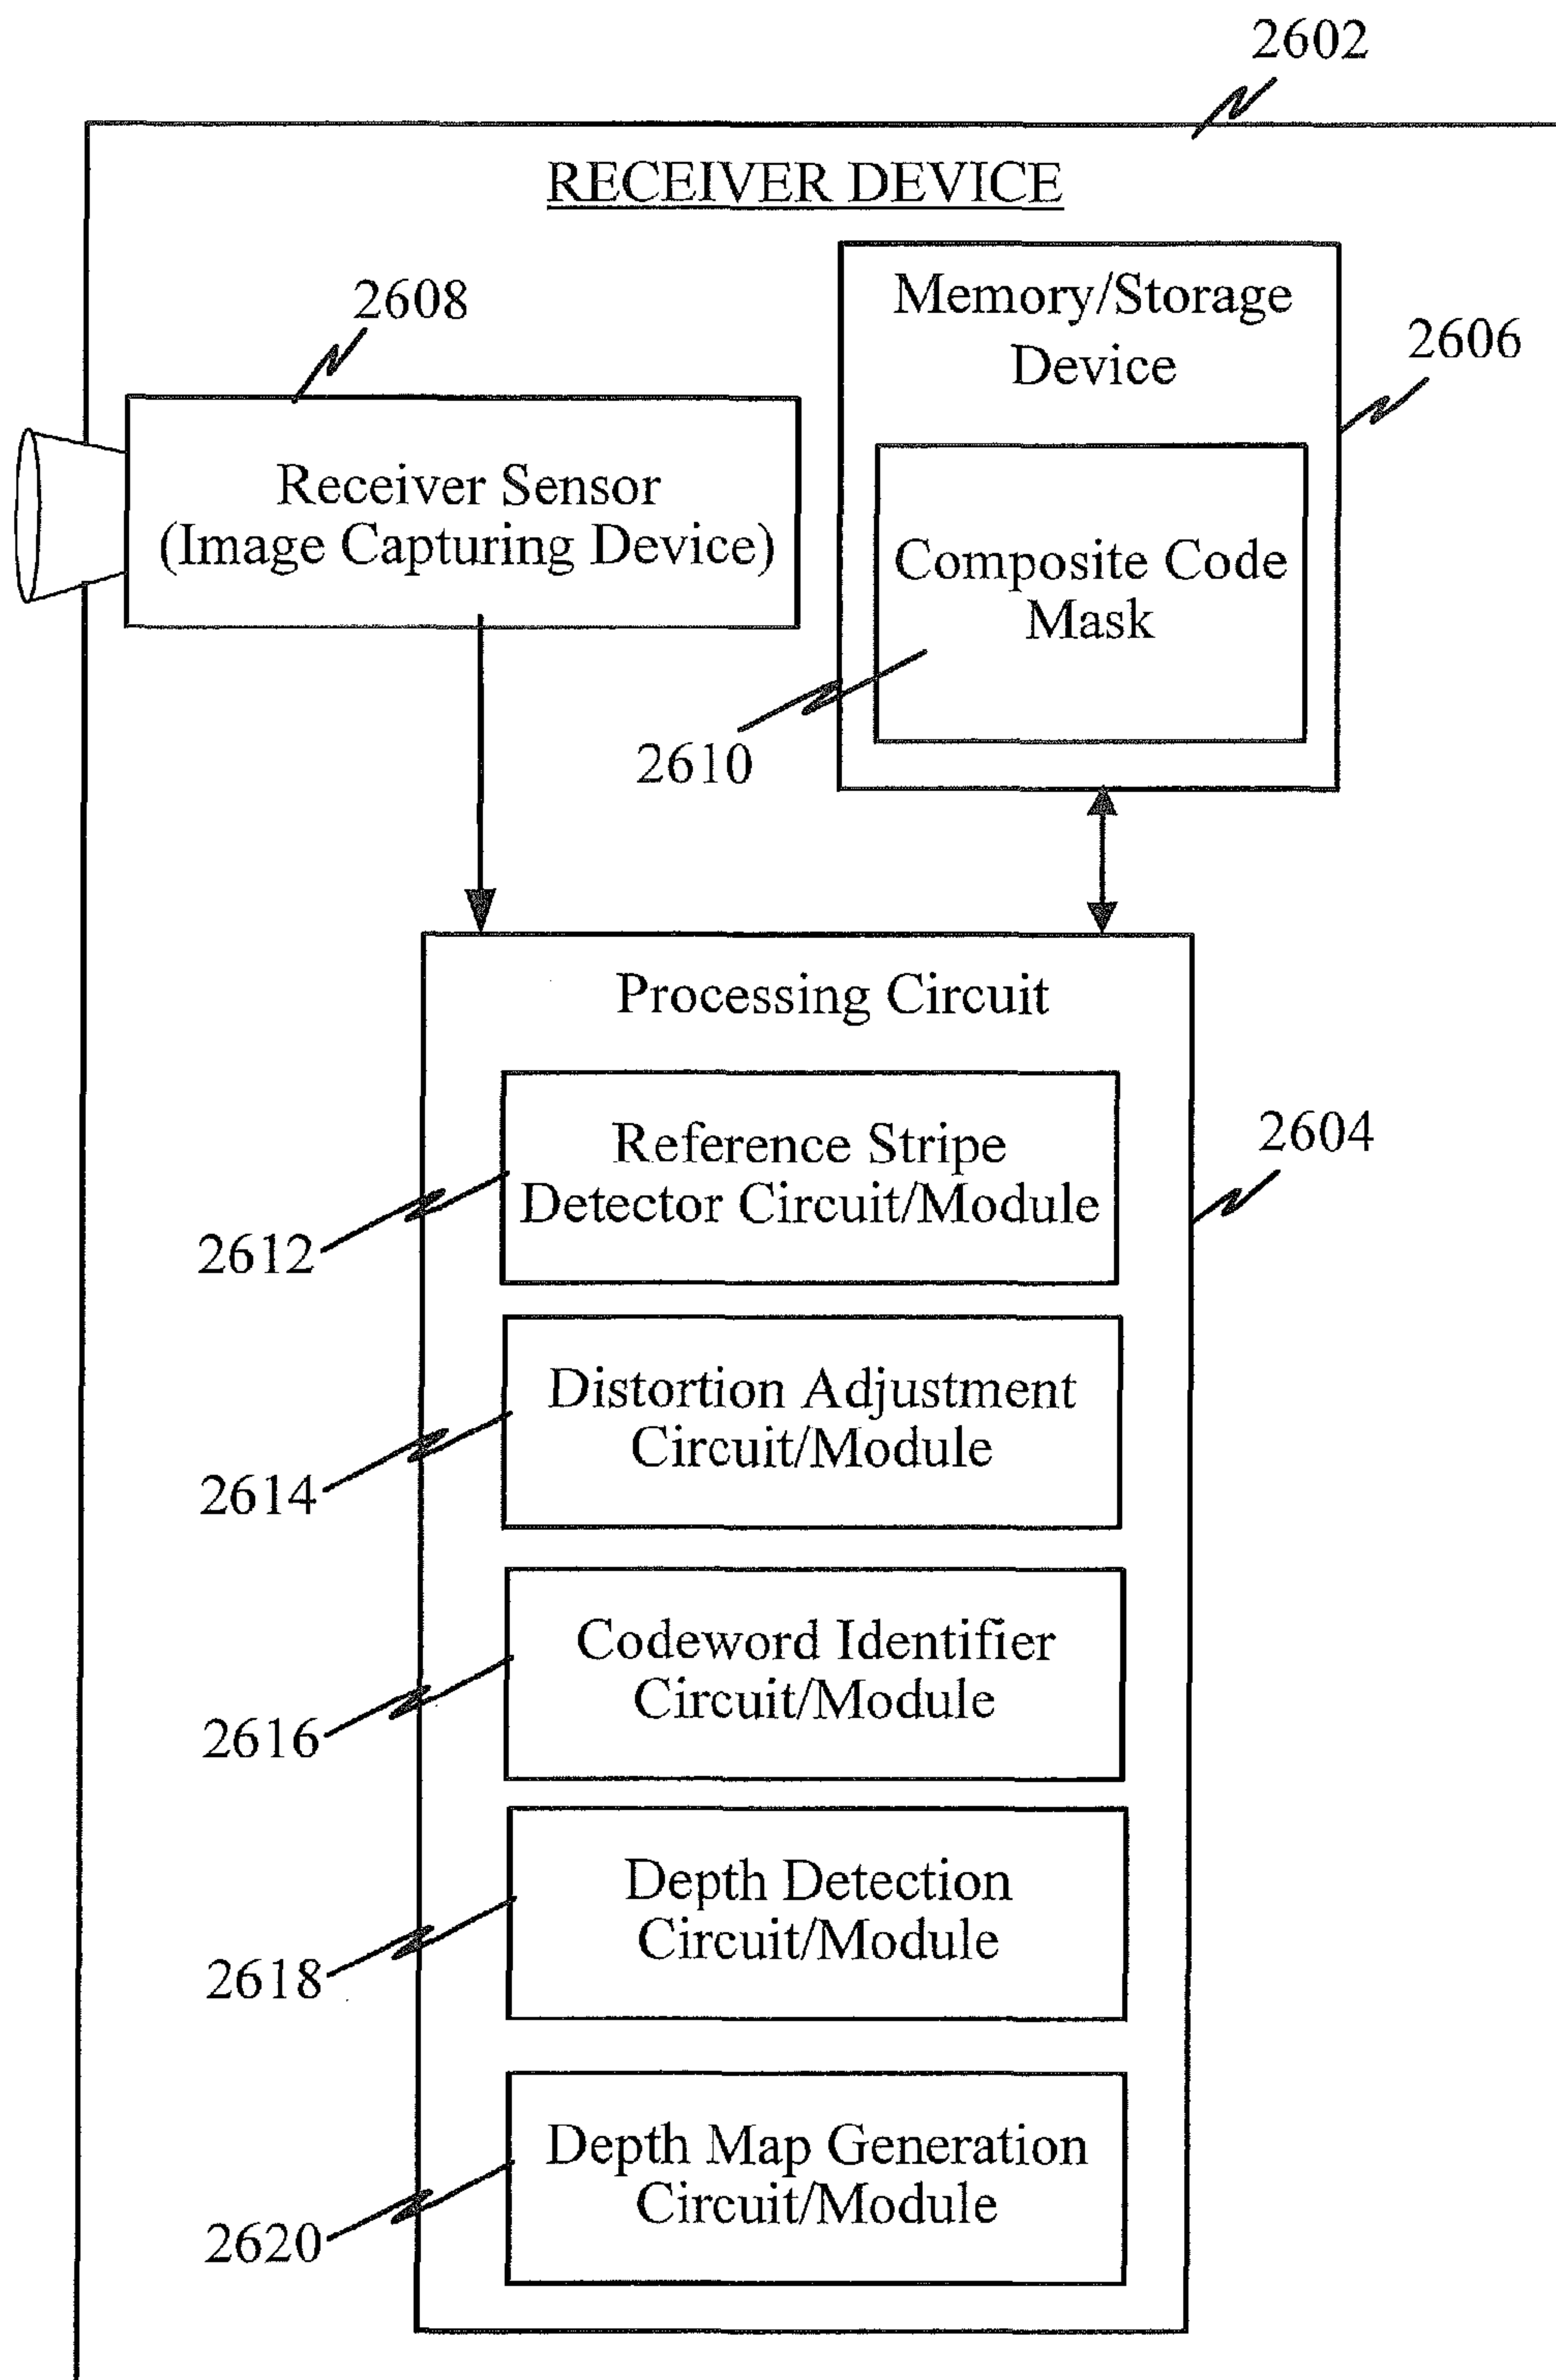 2602
RECEIVER DEVICE
2608
Memory/Storage
Device
2606
Receiver Sensor
(Image Capturing Device)
Composite Code
Mask
2610
Processing Circuit
Reference Stripe
Detector Circuit/Module
2604
2612
Distortion Adjustment
Circuit/Module
2614
Codeword Identifier
Circuit/Module
2616
Depth Detection
Circuit/Module
2618
Depth Map Generation
Circuit/Module
2620